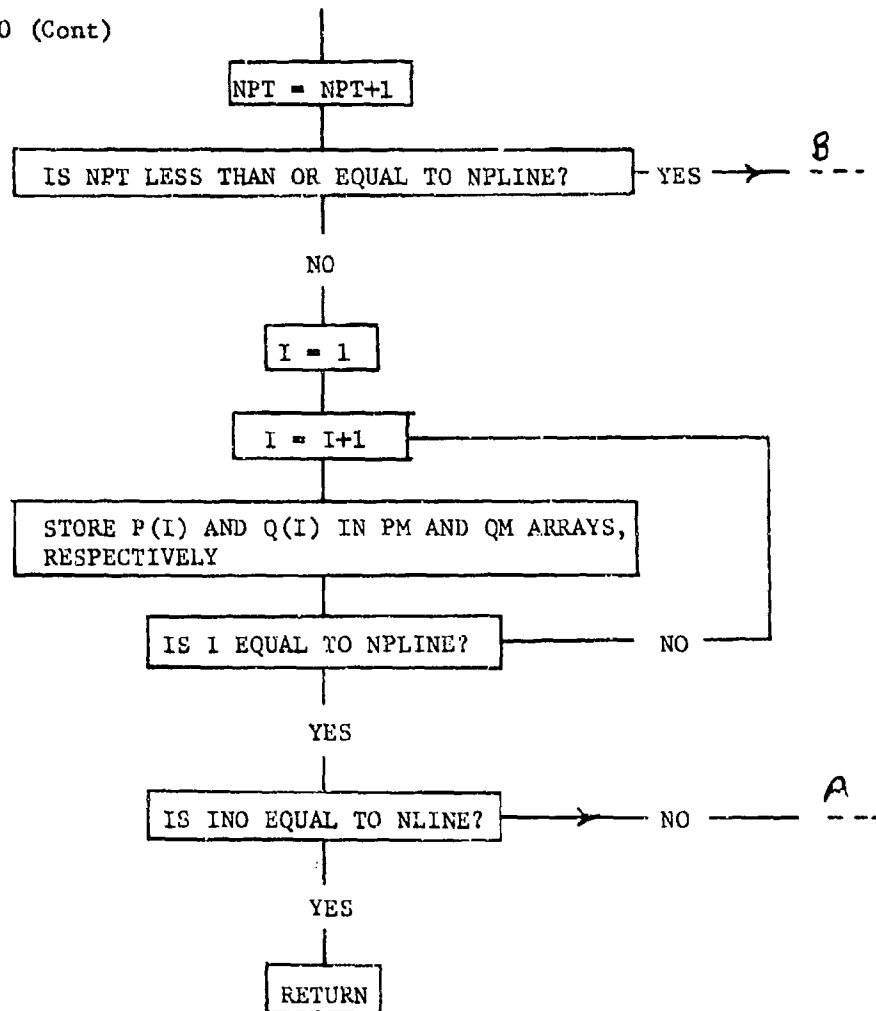 O (Cont)
NPT = NPT+1
IS NPT LESS THAN OR EQUAL TO NPLINE?
YES
B
NO
I = 1
I = I+1
STORE P(I) AND Q(I) IN PM AND QM ARRAYS,
RESPECTIVELY
IS I EQUAL TO NPLINE?
NO
YES
IS INO EQUAL TO NLINE?
NO
A
YES
RETURN